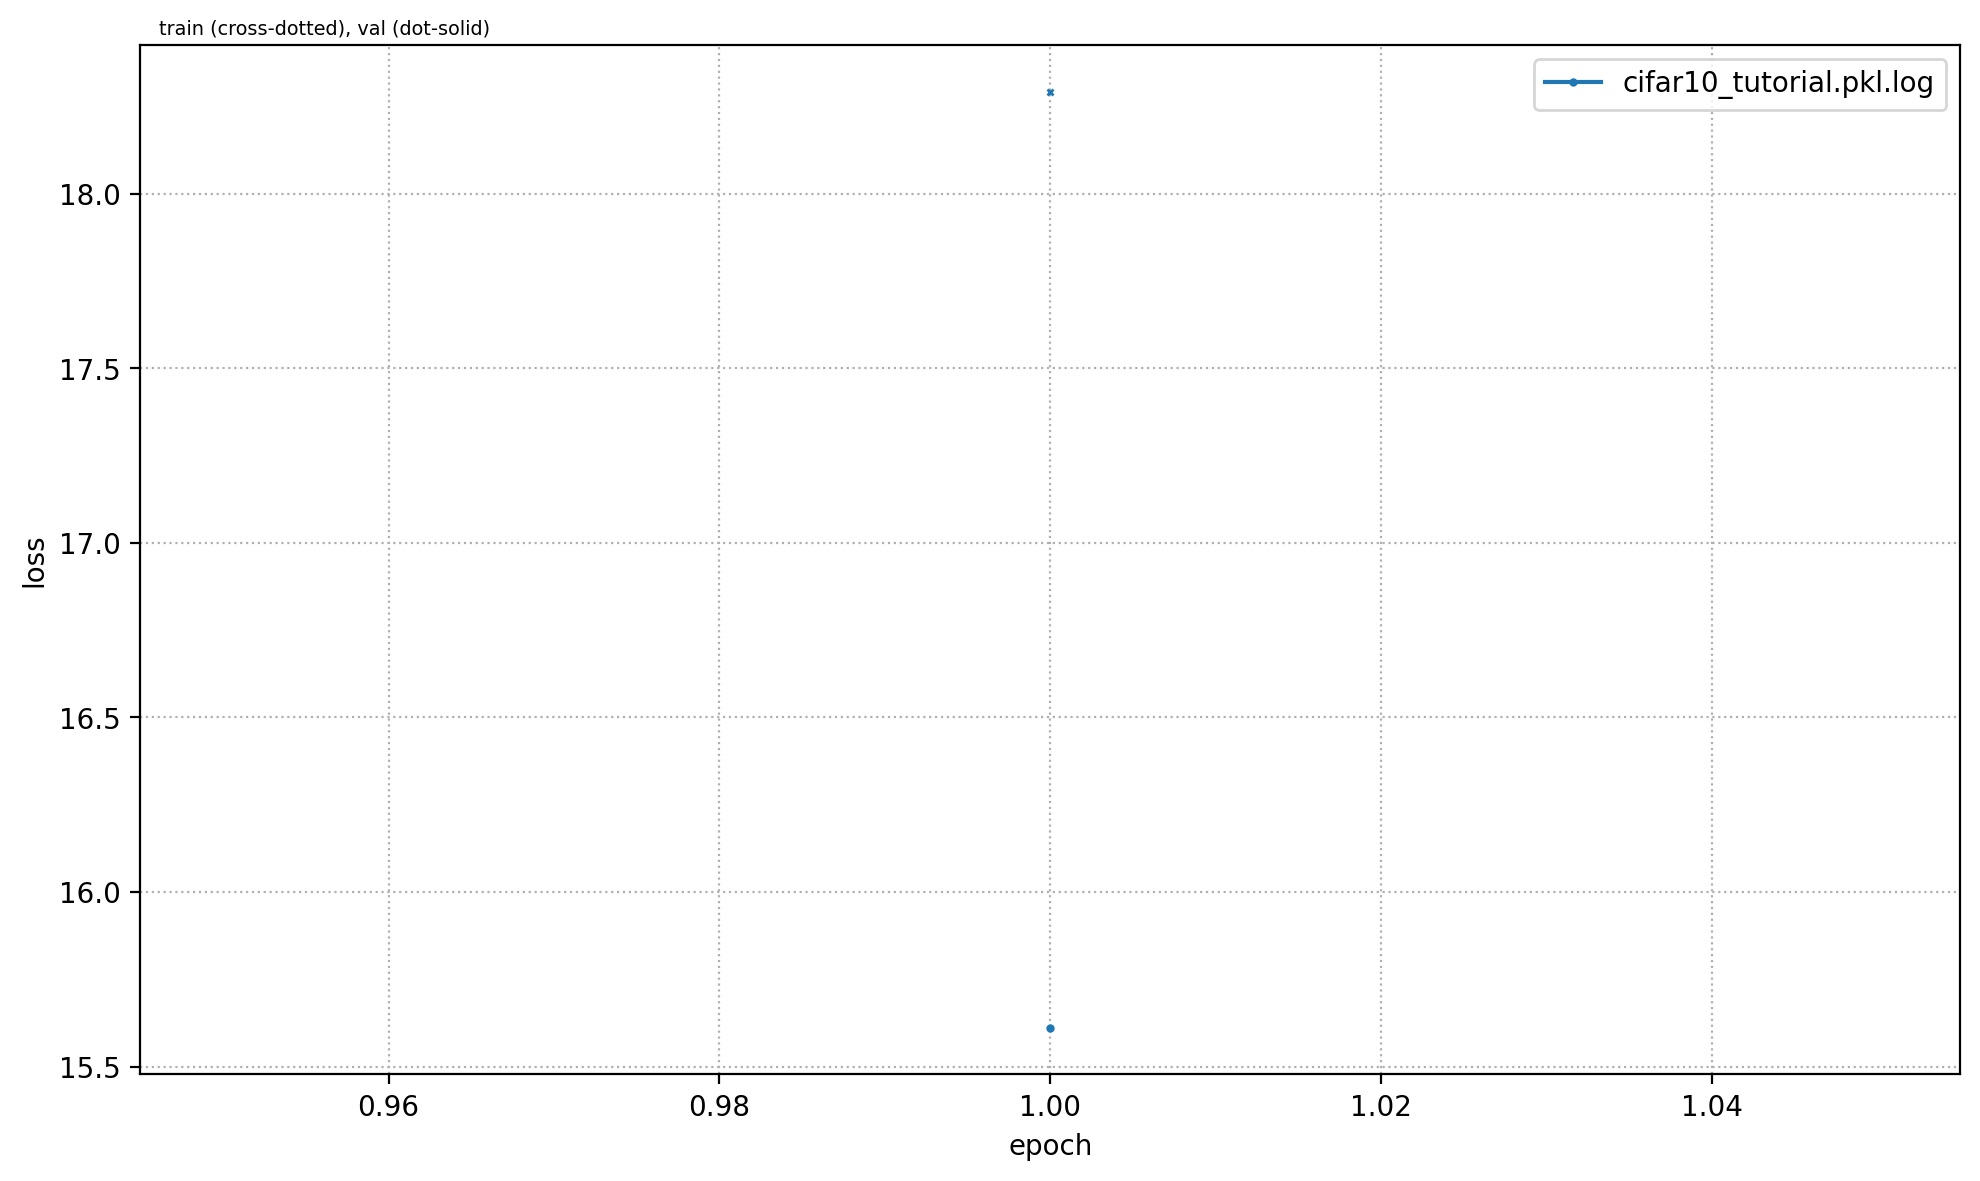 train (cross-dotted), val (dot-solid)
cifar10_tutorial.pkl.log
18.0
17.5
17.0
16.5
16.0
15.5
loss
0.96 0.98 1.00 1.02 1.04
epoch